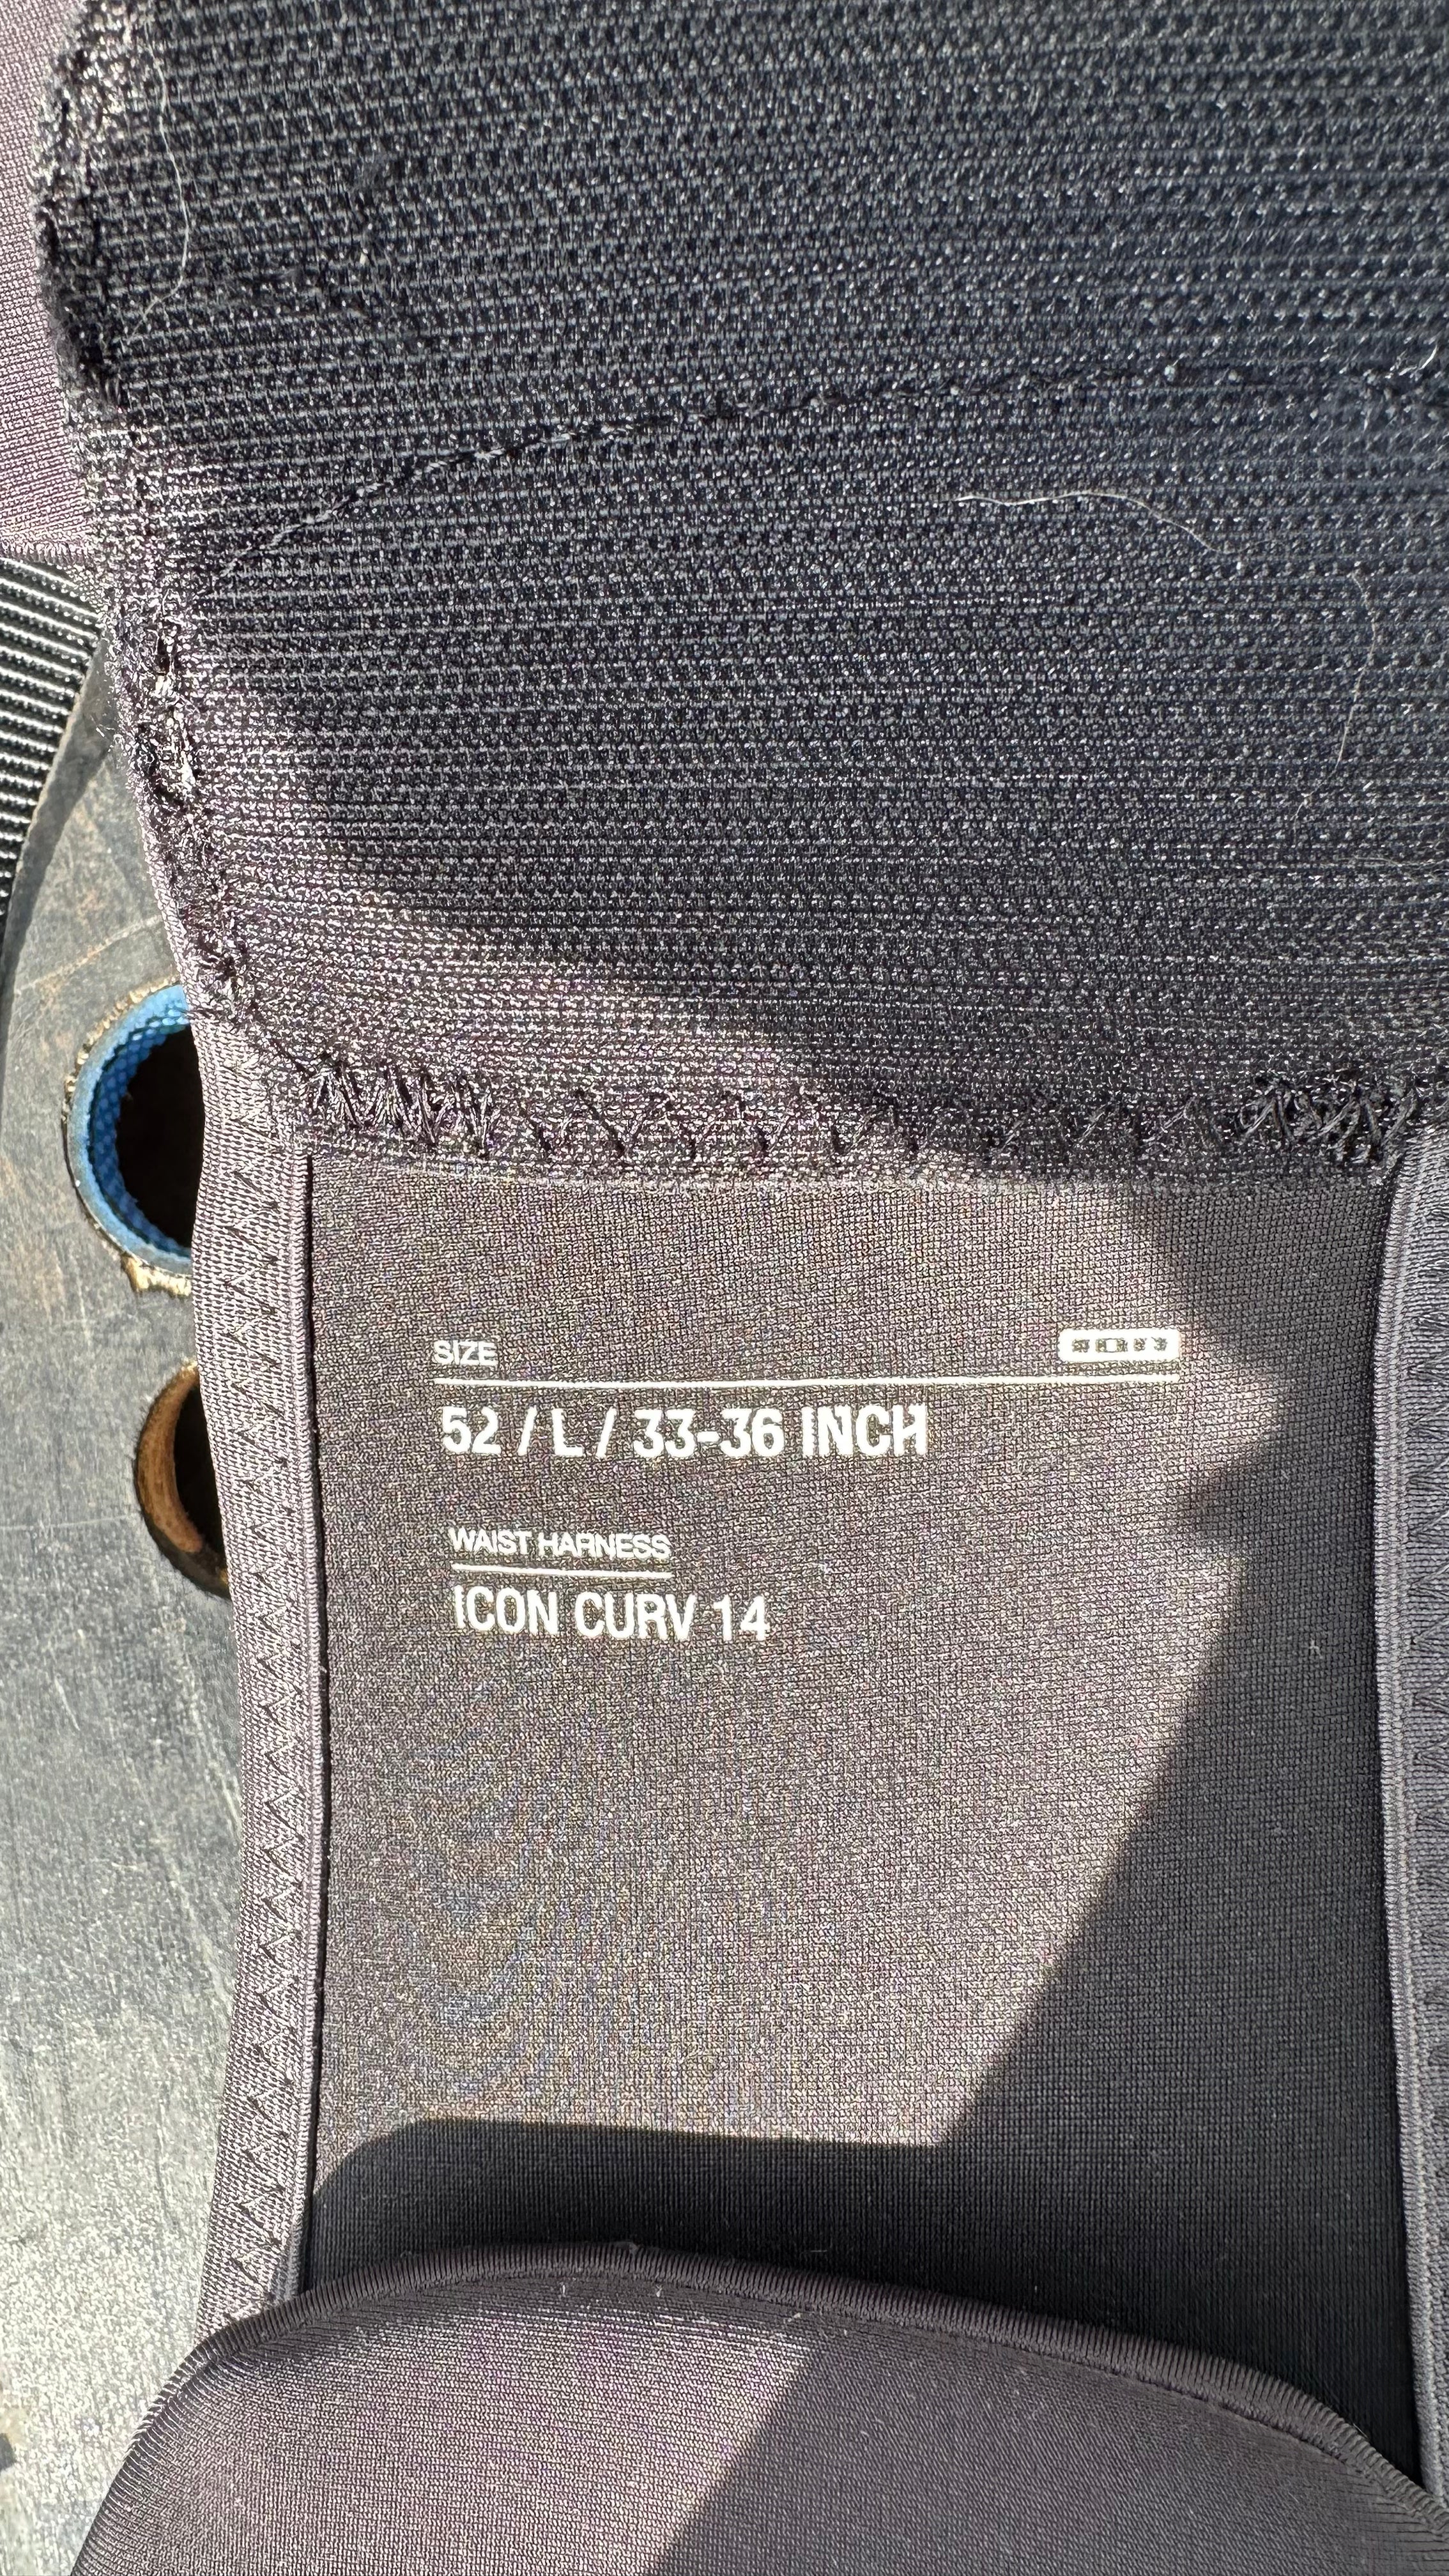 SIZE
52 / L / 33-36 INCH
WAIST HARNESS
ICON CURV 14